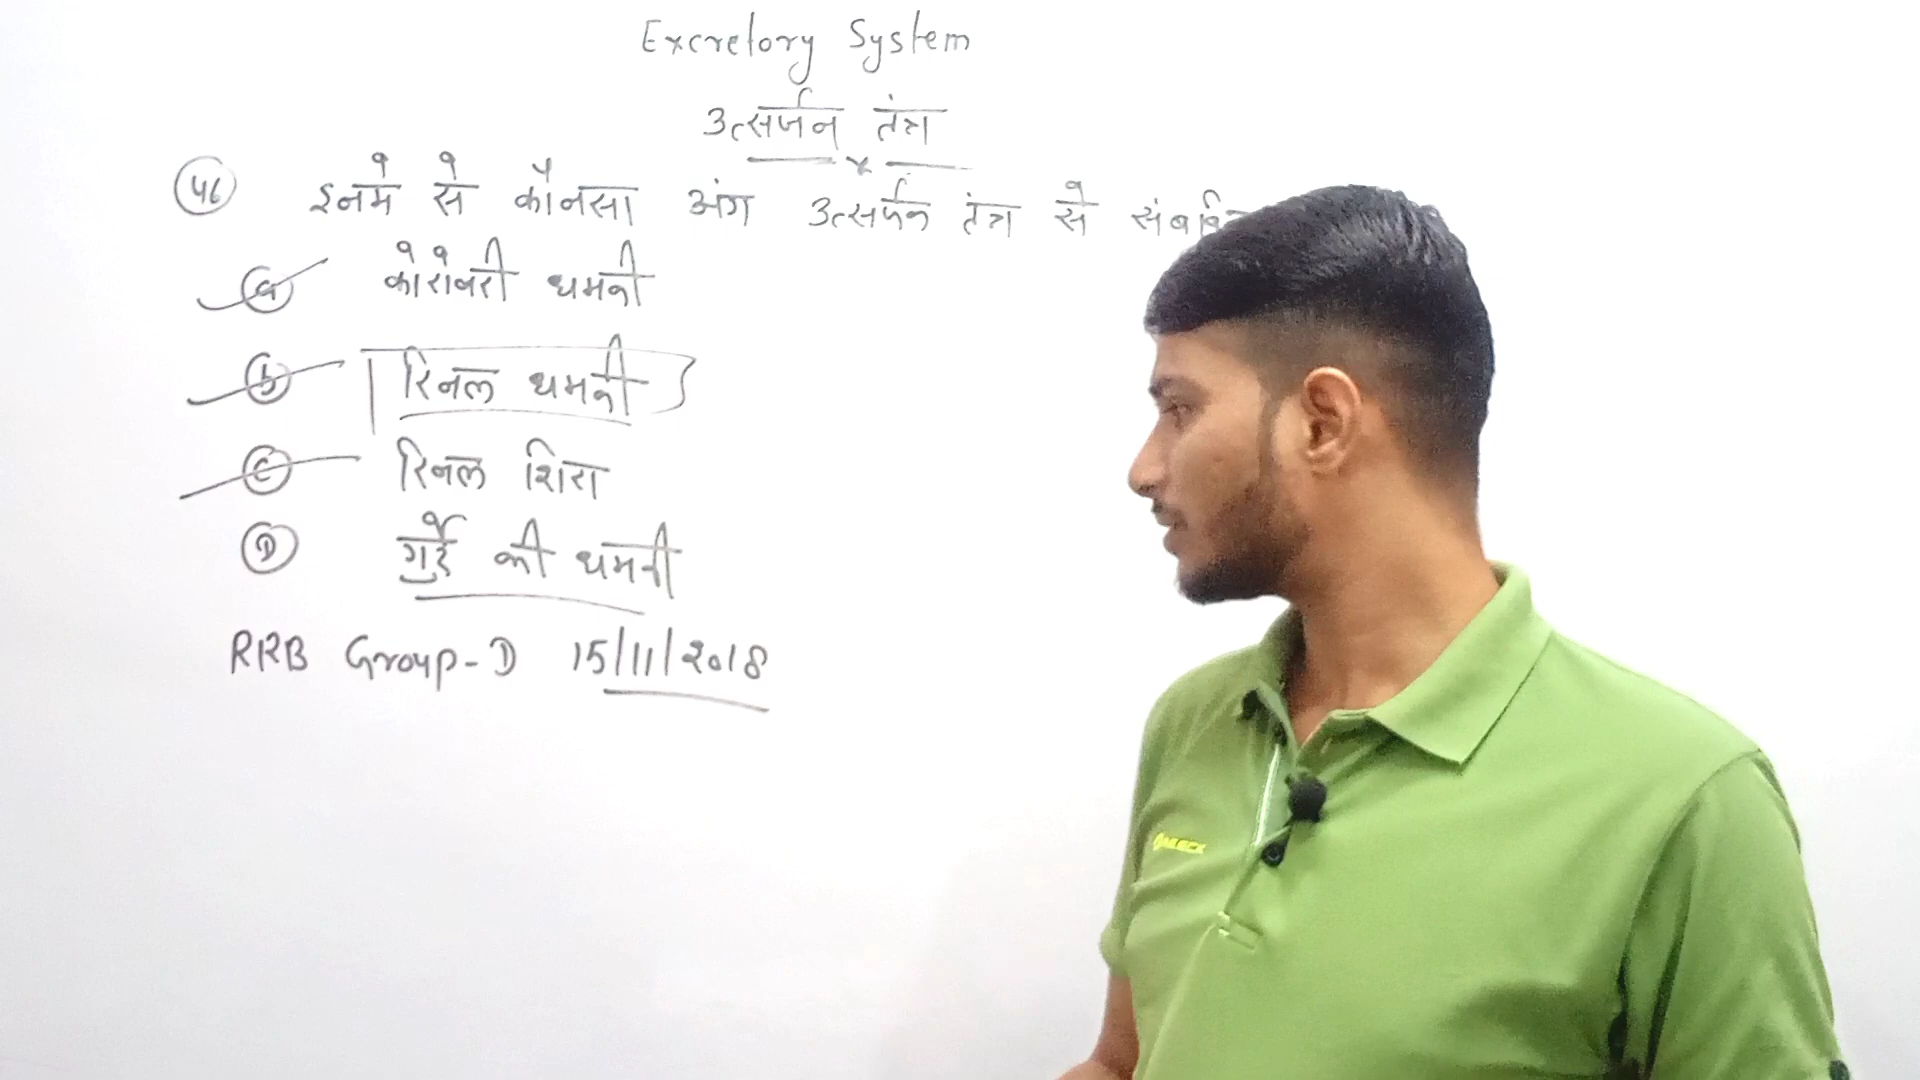 Excretory System
उत्सर्जन तंत्र
46 इनमे से कौनसा अंग उत्सर्जन तंत्र से
a कोरोनरी धमनी
b रिनल धमनी
c रिनल शिरा
D गुर्दे की धमनी
RRB Group-D 15/11/2018